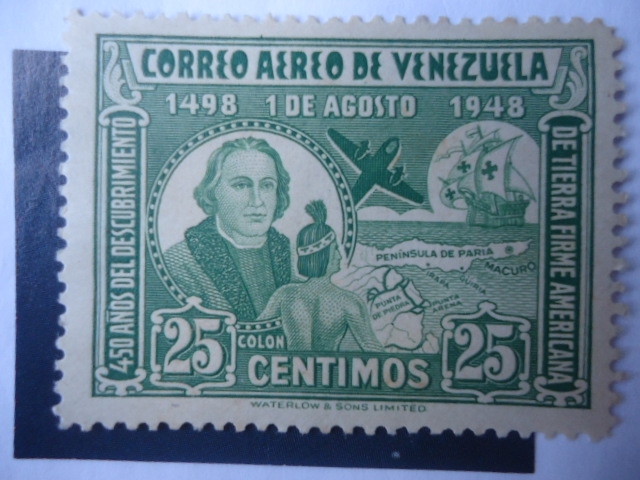 CORREO AEREO DE VENEZUELA
1498 1 DE AGOSTO 1948
450 AÑOS DEL DESCUBRIMIENTO
DE TIERRA FIRME AMERICANA
PENÍNSULA DE PARIA
MACURO
PUNTA DE PIEDRA
PUNTA ARENA
COLON
25 CENTIMOS 25
WATERLOW & SONS LIMITED